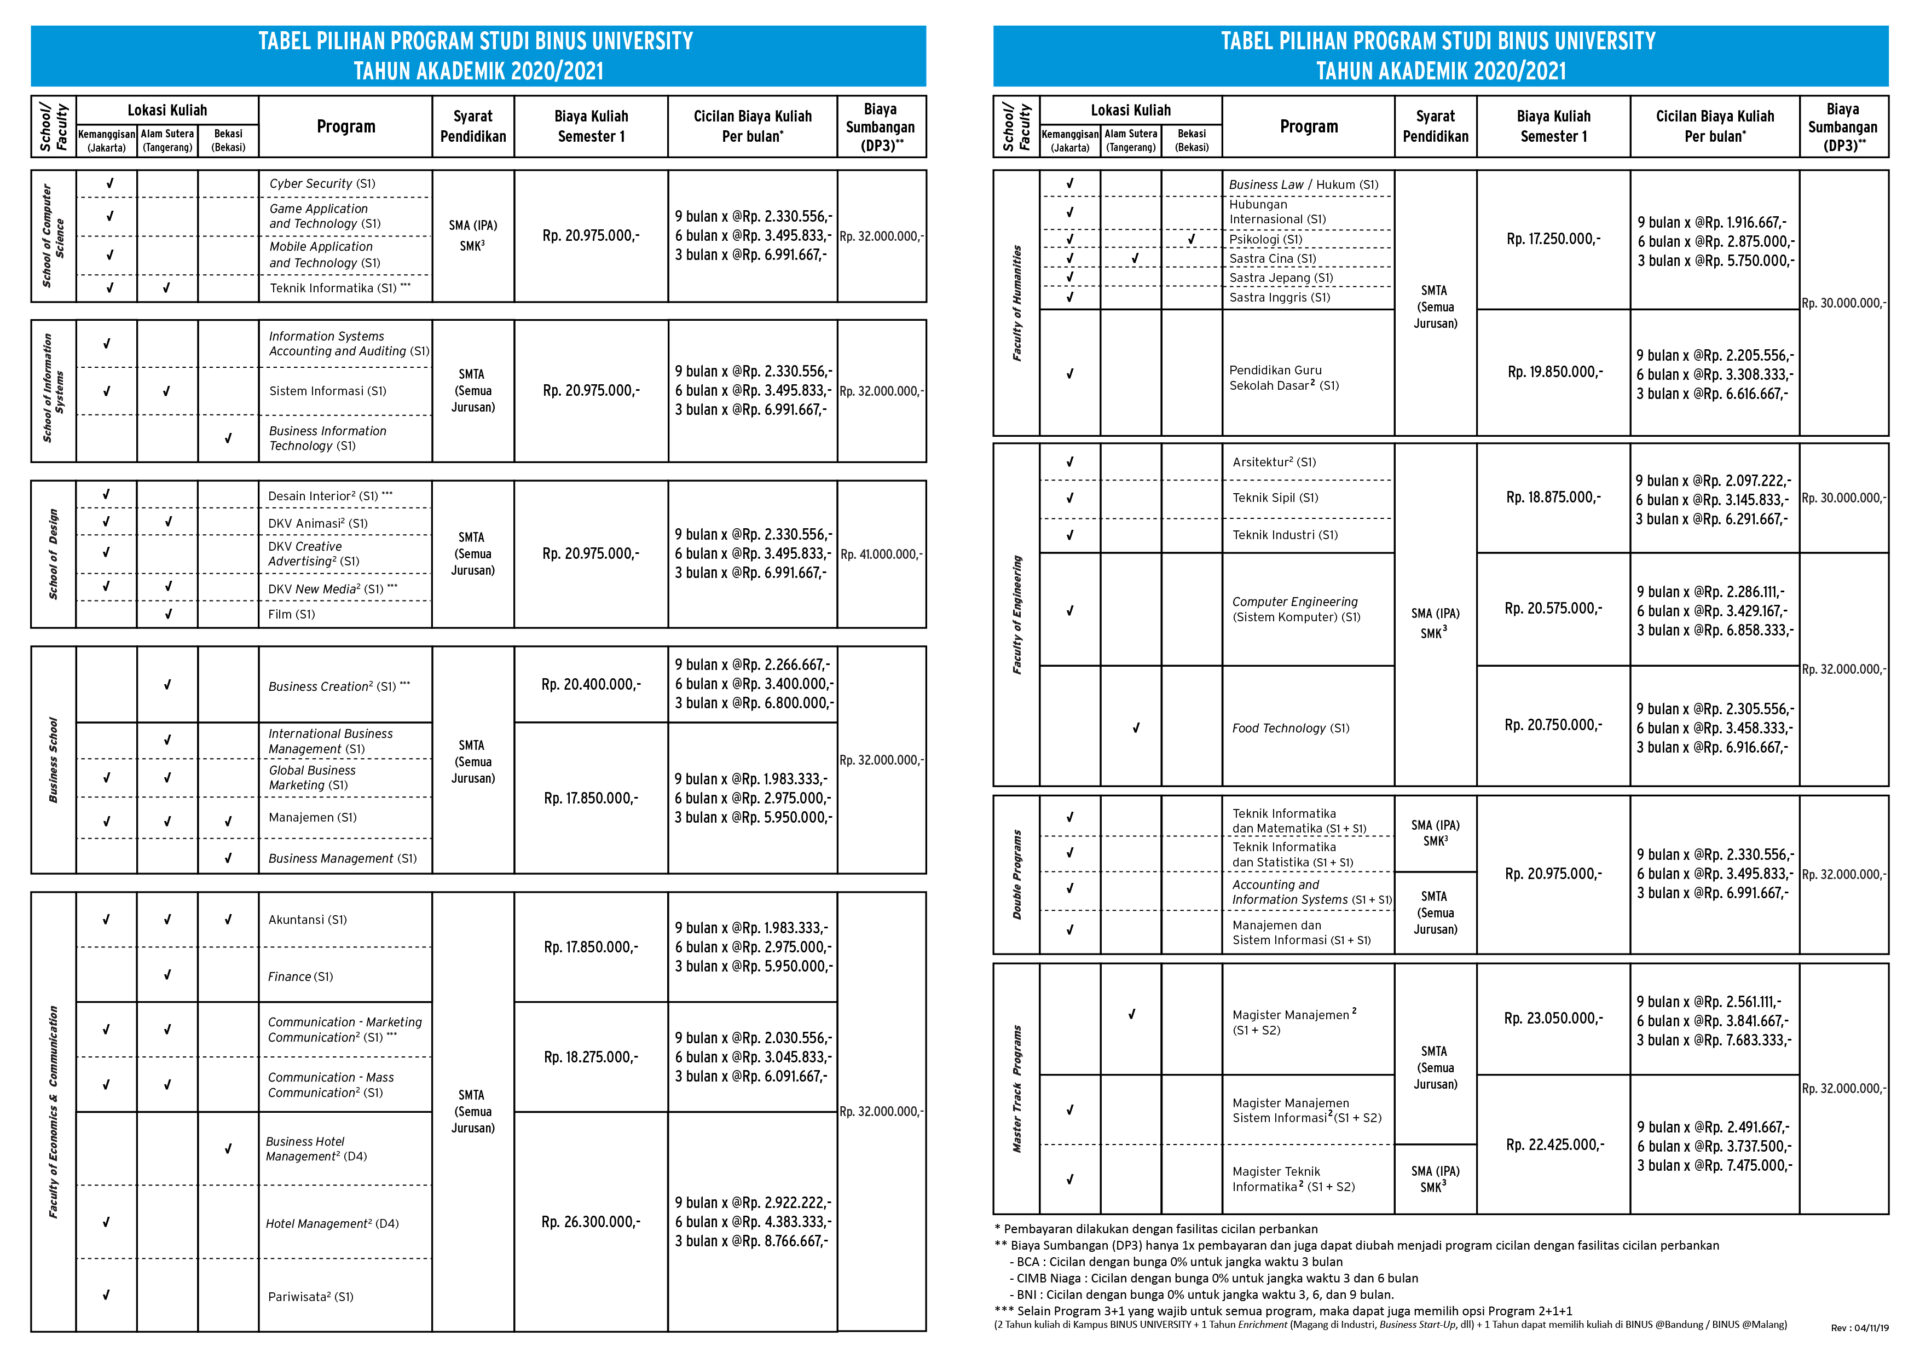 TABEL PILIHAN PROGRAM STUDI BINUS UNIVERSITY
TAHUN AKADEMIK 2020/2021
School/
Faculty
Lokasi Kuliah
Kemanggisan
(Jakarta)
Alam Sutera
(Tangerang)
Bekasi
(Bekasi)
Program
Syarat
Pendidikan
Biaya Kuliah
Semester 1
Cicilan Biaya Kuliah
Per bulan*
Biaya
Sumbangan
(DP3)**
School of Computer
Science
√
Cyber Security (S1)
√
Game Application
and Technology (S1)
√
Mobile Application
and Technology (S1)
√ √
Teknik Informatika (S1) ***
SMA (IPA)
SMK³
Rp. 20.975.000,-
9 bulan x @Rp. 2.330.556,-
6 bulan x @Rp. 3.495.833,-
3 bulan x @Rp. 6.991.667,-
Rp. 32.000.000,-
School of Information
Systems
√
Information Systems
Accounting and Auditing (S1)
√ √
Sistem Informasi (S1)
√
Business Information
Technology (S1)
SMTA
(Semua
Jurusan)
Rp. 20.975.000,-
9 bulan x @Rp. 2.330.556,-
6 bulan x @Rp. 3.495.833,-
3 bulan x @Rp. 6.991.667,-
Rp. 32.000.000,-
School of Design
√
Desain Interior² (S1) ***
√ √
DKV Animasi² (S1)
√
DKV Creative
Advertising² (S1)
√ √
DKV New Media² (S1) ***
√
Film (S1)
SMTA
(Semua
Jurusan)
Rp. 20.975.000,-
9 bulan x @Rp. 2.330.556,-
6 bulan x @Rp. 3.495.833,-
3 bulan x @Rp. 6.991.667,-
Rp. 41.000.000,-
Business School
√
Business Creation² (S1) ***
√
International Business
Management (S1)
√ √
Global Business
Marketing (S1)
√ √ √
Manajemen (S1)
√
Business Management (S1)
SMTA
(Semua
Jurusan)
Rp. 20.400.000,-
9 bulan x @Rp. 2.266.667,-
6 bulan x @Rp. 3.400.000,-
3 bulan x @Rp. 6.800.000,-
Rp. 17.850.000,-
9 bulan x @Rp. 1.983.333,-
6 bulan x @Rp. 2.975.000,-
3 bulan x @Rp. 5.950.000,-
Rp. 32.000.000,-
Faculty of Economics & Communication
√ √ √
Akuntansi (S1)
√
Finance (S1)
√ √
Communication - Marketing
Communication² (S1) ***
√ √
Communication - Mass
Communication² (S1)
√
Business Hotel
Management² (D4)
√
Hotel Management² (D4)
√
Pariwisata² (S1)
SMTA
(Semua
Jurusan)
Rp. 17.850.000,-
9 bulan x @Rp. 1.983.333,-
6 bulan x @Rp. 2.975.000,-
3 bulan x @Rp. 5.950.000,-
Rp. 18.275.000,-
9 bulan x @Rp. 2.030.556,-
6 bulan x @Rp. 3.045.833,-
3 bulan x @Rp. 6.091.667,-
Rp. 26.300.000,-
9 bulan x @Rp. 2.922.222,-
6 bulan x @Rp. 4.383.333,-
3 bulan x @Rp. 8.766.667,-
Rp. 32.000.000,-
TABEL PILIHAN PROGRAM STUDI BINUS UNIVERSITY
TAHUN AKADEMIK 2020/2021
School/
Faculty
Lokasi Kuliah
Kemanggisan
(Jakarta)
Alam Sutera
(Tangerang)
Bekasi
(Bekasi)
Program
Syarat
Pendidikan
Biaya Kuliah
Semester 1
Cicilan Biaya Kuliah
Per bulan*
Biaya
Sumbangan
(DP3)**
Faculty of Humanities
√
Business Law / Hukum (S1)
√
Hubungan
Internasional (S1)
√ √
Psikologi (S1)
√ √
Sastra Cina (S1)
√
Sastra Jepang (S1)
√
Sastra Inggris (S1)
√
Pendidikan Guru
Sekolah Dasar² (S1)
SMTA
(Semua
Jurusan)
Rp. 17.250.000,-
9 bulan x @Rp. 1.916.667,-
6 bulan x @Rp. 2.875.000,-
3 bulan x @Rp. 5.750.000,-
Rp. 19.850.000,-
9 bulan x @Rp. 2.205.556,-
6 bulan x @Rp. 3.308.333,-
3 bulan x @Rp. 6.616.667,-
Rp. 30.000.000,-
Faculty of Engineering
√
Arsitektur² (S1)
√
Teknik Sipil (S1)
√
Teknik Industri (S1)
√
Computer Engineering
(Sistem Komputer) (S1)
√
Food Technology (S1)
SMA (IPA)
SMK³
Rp. 18.875.000,-
9 bulan x @Rp. 2.097.222,-
6 bulan x @Rp. 3.145.833,-
3 bulan x @Rp. 6.291.667,-
Rp. 30.000.000,-
Rp. 20.575.000,-
9 bulan x @Rp. 2.286.111,-
6 bulan x @Rp. 3.429.167,-
3 bulan x @Rp. 6.858.333,-
Rp. 20.750.000,-
9 bulan x @Rp. 2.305.556,-
6 bulan x @Rp. 3.458.333,-
3 bulan x @Rp. 6.916.667,-
Rp. 32.000.000,-
Double Programs
√
Teknik Informatika
dan Matematika (S1 + S1)
√
Teknik Informatika
dan Statistika (S1 + S1)
√
Accounting and
Information Systems (S1 + S1)
√
Manajemen dan
Sistem Informasi (S1 + S1)
SMA (IPA)
SMK³
SMTA
(Semua
Jurusan)
Rp. 20.975.000,-
9 bulan x @Rp. 2.330.556,-
6 bulan x @Rp. 3.495.833,-
3 bulan x @Rp. 6.991.667,-
Rp. 32.000.000,-
Master Track Programs
√
Magister Manajemen ²
(S1 + S2)
√
Magister Manajemen
Sistem Informasi² (S1 + S2)
√
Magister Teknik
Informatika² (S1 + S2)
SMTA
(Semua
Jurusan)
SMA (IPA)
SMK³
Rp. 23.050.000,-
9 bulan x @Rp. 2.561.111,-
6 bulan x @Rp. 3.841.667,-
3 bulan x @Rp. 7.683.333,-
Rp. 22.425.000,-
9 bulan x @Rp. 2.491.667,-
6 bulan x @Rp. 3.737.500,-
3 bulan x @Rp. 7.475.000,-
Rp. 32.000.000,-
* Pembayaran dilakukan dengan fasilitas cicilan perbankan
** Biaya Sumbangan (DP3) hanya 1x pembayaran dan juga dapat diubah menjadi program cicilan dengan fasilitas cicilan perbankan
- BCA : Cicilan dengan bunga 0% untuk jangka waktu 3 bulan
- CIMB Niaga : Cicilan dengan bunga 0% untuk jangka waktu 3 dan 6 bulan
- BNI : Cicilan dengan bunga 0% untuk jangka waktu 3, 6, dan 9 bulan.
*** Selain Program 3+1 yang wajib untuk semua program, maka dapat juga memilih opsi Program 2+1+1
(2 Tahun kuliah di Kampus BINUS UNIVERSITY + 1 Tahun Enrichment (Magang di Industri, Business Start-Up, dll) + 1 Tahun dapat memilih kuliah di BINUS @Bandung / BINUS @Malang)
Rev : 04/11/19